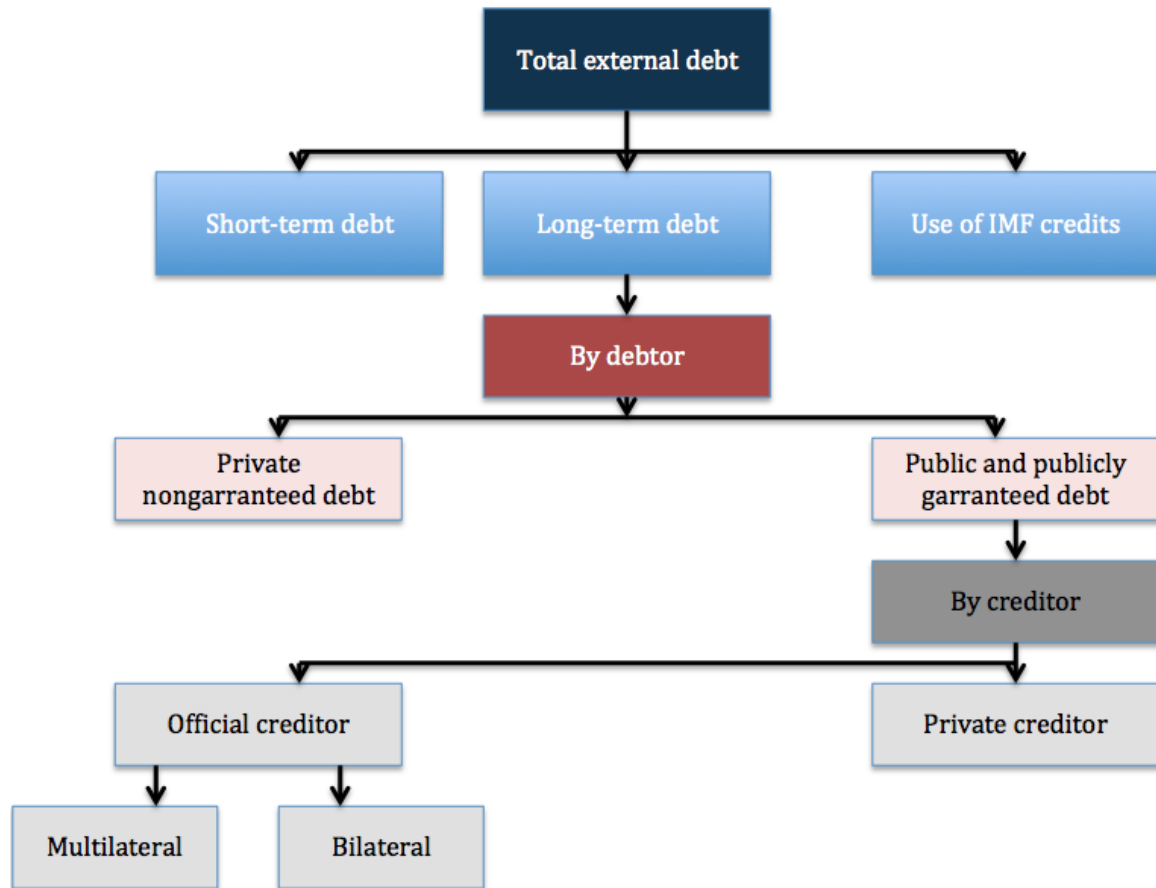 Total external debt
Short-term debt
Long-term debt
Use of IMF credits
By debtor
Private
nongarranteed debt
Public and publicly
garranteed debt
By creditor
Official creditor
Private creditor
Multilateral
Bilateral